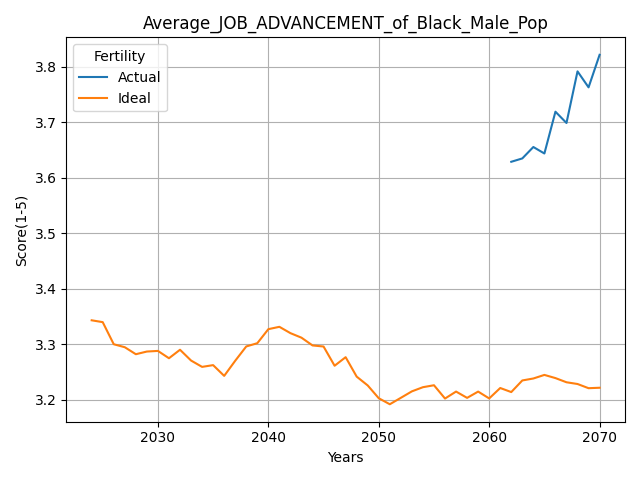 Average_JOB_ADVANCEMENT_of_Black_Male_Pop
Fertility
Actual
Ideal
Score(1-5)
3.8
3.7
3.6
3.5
3.4
3.3
3.2
2030 2040 2050 2060 2070
Years